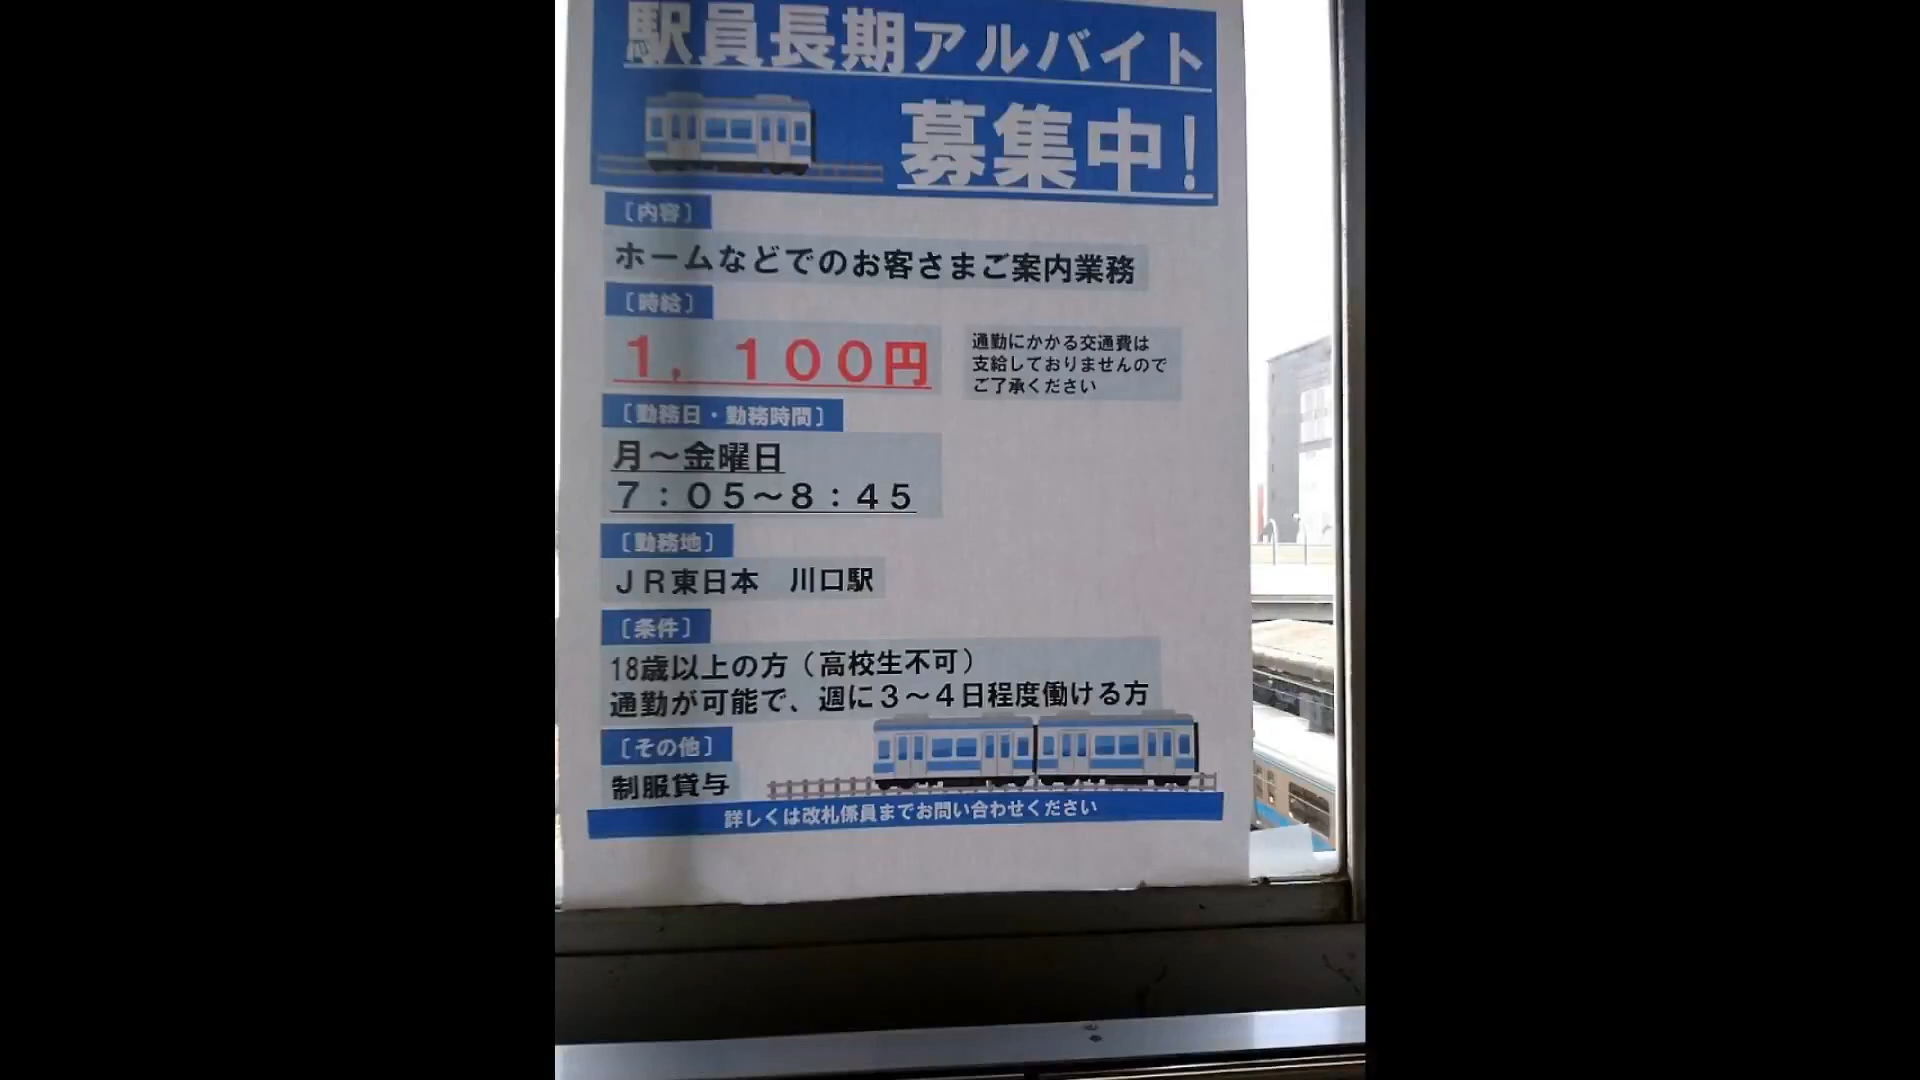 駅員長期アルバイト
募集中！
［内容］
ホームなどでのお客さまご案内業務
［時給］
１，１００円
通勤にかかる交通費は
支給しておりませんので
ご了承ください
［勤務日・勤務時間］
月～金曜日
７：０５～８：４５
［勤務地］
ＪＲ東日本　川口駅
［条件］
18歳以上の方（高校生不可）
通勤が可能で、週に３～４日程度働ける方
［その他］
制服貸与
詳しくは改札係員までお問い合わせください